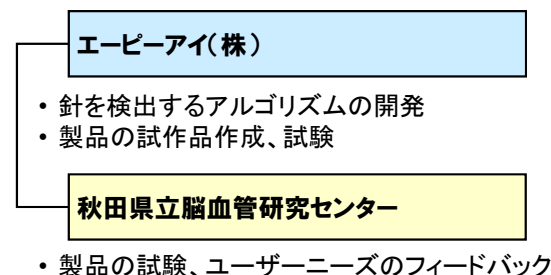 エーピーアイ(株)
• 針を検出するアルゴリズムの開発
• 製品の試作品作成、試験
秋田県立脳血管研究センター
• 製品の試験、ユーザーニーズのフィードバック